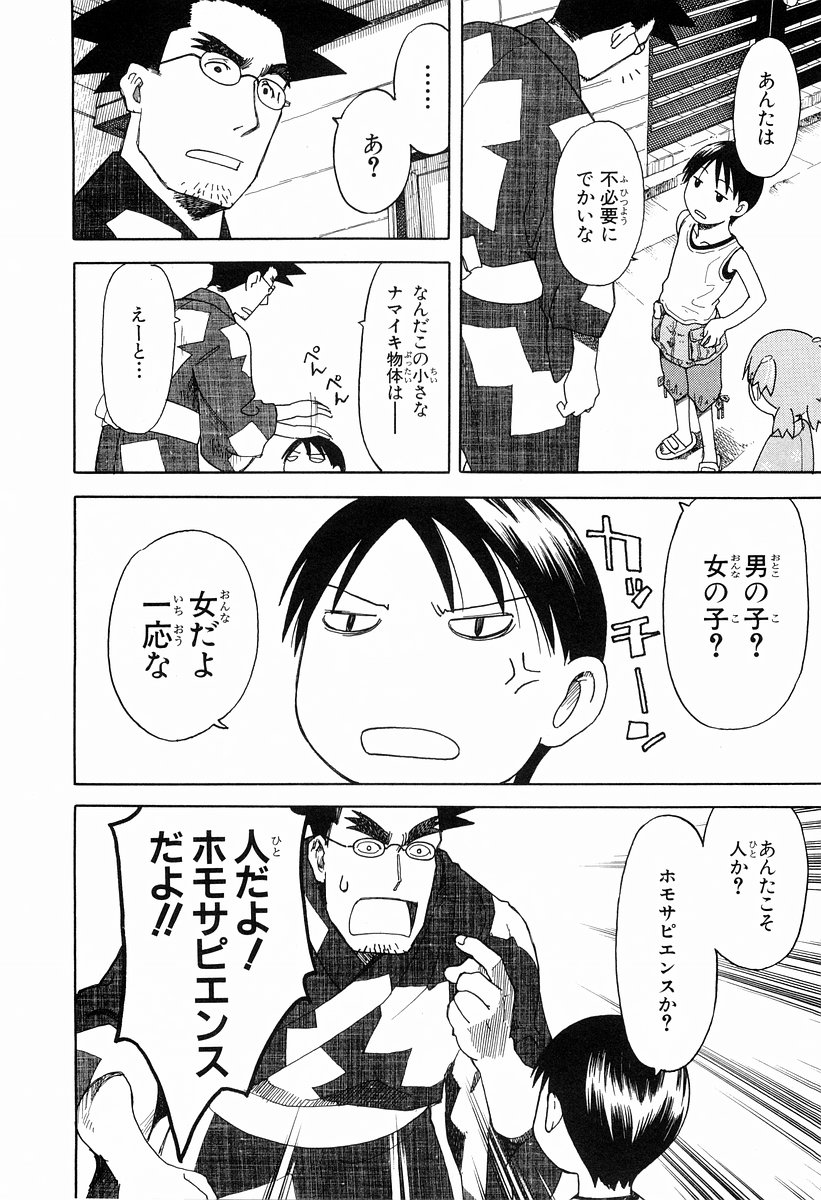 あんたは
不必要に
でかいな
……
あ?
なんだこの小さな
ナマイキ物体は――
ぺん
ぺん
えーと…
男の子?
女の子?
カッチーン
女だよ
一応な
あんたこそ
人か?
ホモサピエンスか?
人だよ!
ホモサピエンス
だよ!!